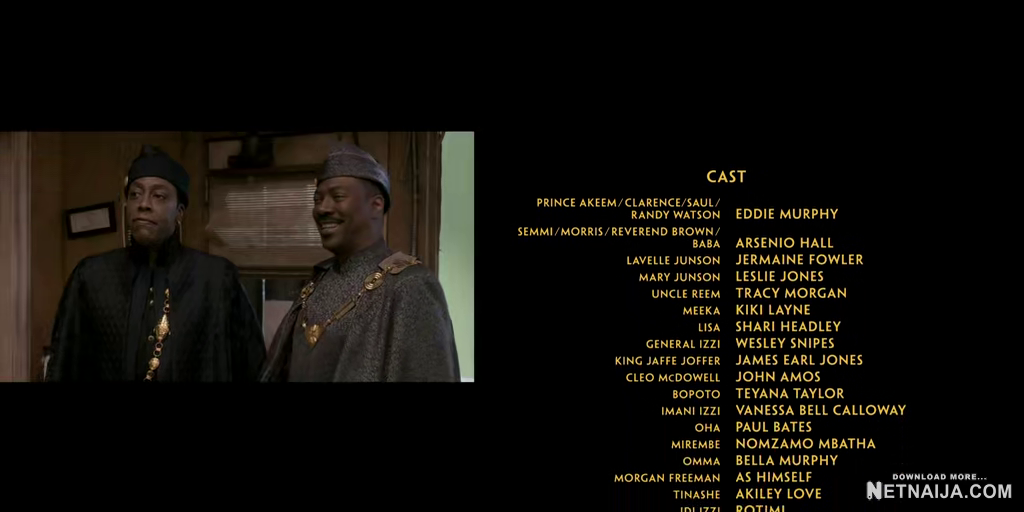 CAST
PRINCE AKEEM/CLARENCE/SAUL/
RANDY WATSON EDDIE MURPHY
SEMMI/MORRIS/REVEREND BROWN/
BABA ARSENIO HALL
LAVELLE JUNSON JERMAINE FOWLER
MARY JUNSON LESLIE JONES
UNCLE REEM TRACY MORGAN
MEEKA KIKI LAYNE
LISA SHARI HEADLEY
GENERAL IZZI WESLEY SNIPES
KING JAFFE JOFFER JAMES EARL JONES
CLEO McDOWELL JOHN AMOS
BOPOTO TEYANA TAYLOR
IMANI IZZI VANESSA BELL CALLOWAY
OHA PAUL BATES
MIREMBE NOMZAMO MBATHA
OMMA BELLA MURPHY
MORGAN FREEMAN AS HIMSELF
TINASHE AKILEY LOVE
IDI IZZI ROTIMI
DOWNLOAD MORE...
NETNAIJA.COM